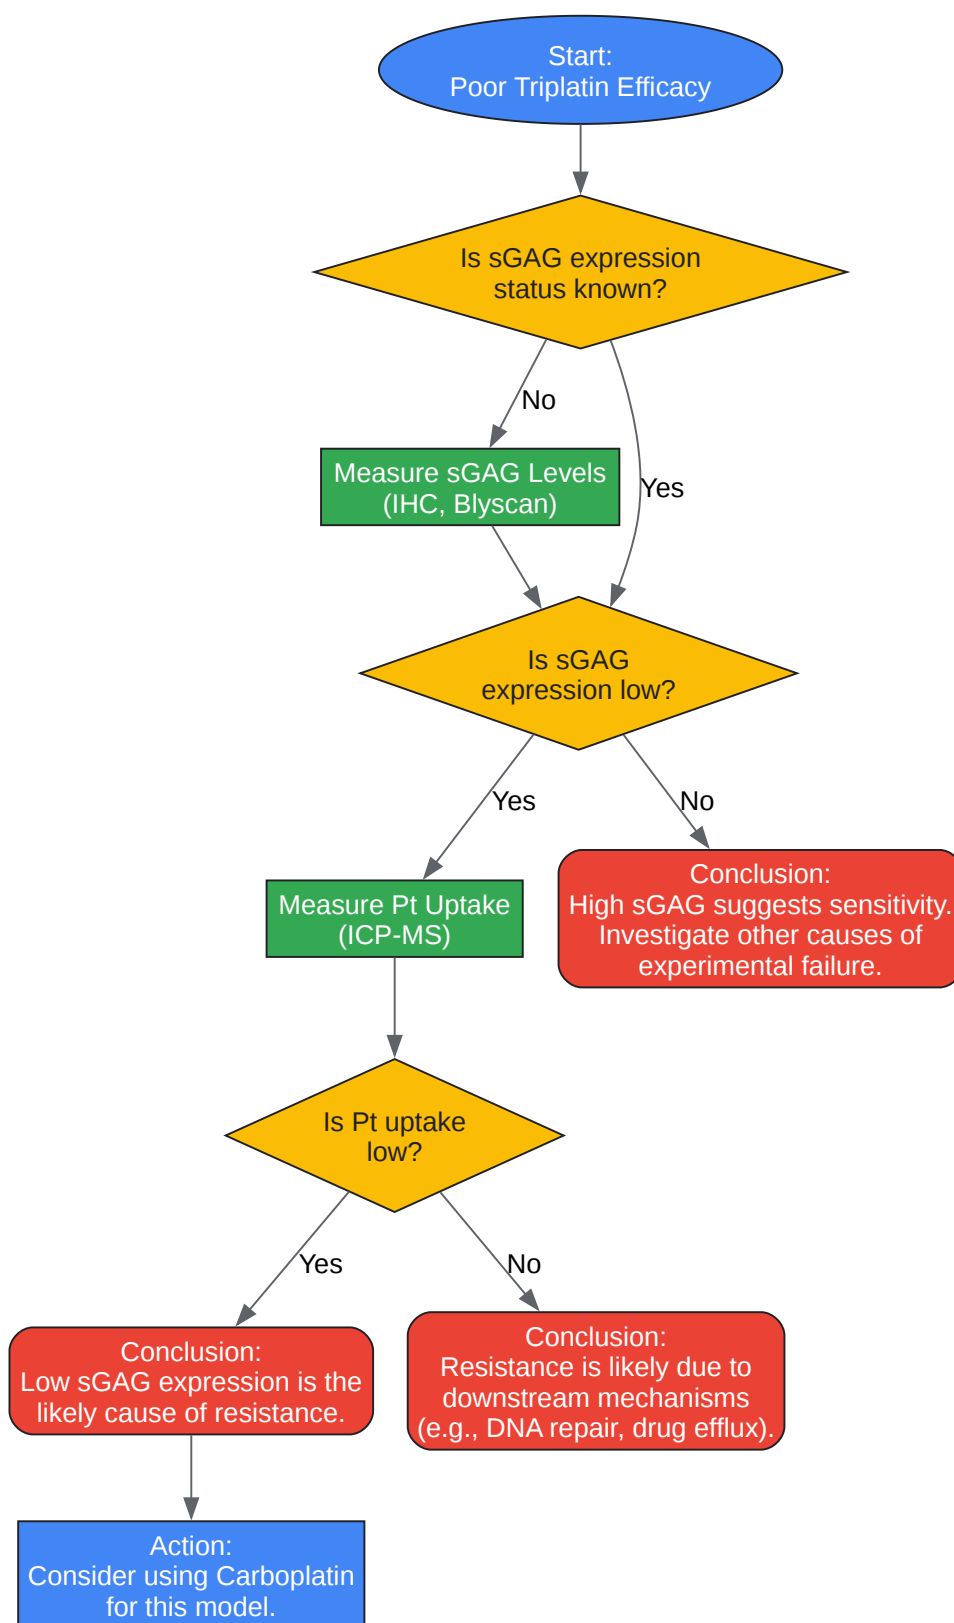 Start:
Poor Triplatin Efficacy
Is sGAG expression
status known?
No
Measure sGAG Levels
(IHC, Blyscan)
Yes
Is sGAG
expression low?
Yes
No
Conclusion:
High sGAG suggests sensitivity.
Investigate other causes of
experimental failure.
Measure Pt Uptake
(ICP-MS)
Is Pt uptake
low?
Yes
No
Conclusion:
Low sGAG expression is the
likely cause of resistance.
Conclusion:
Resistance is likely due to
downstream mechanisms
(e.g., DNA repair, drug efflux).
Action:
Consider using Carboplatin
for this model.